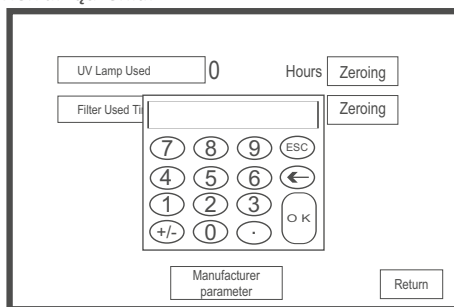 UV Lamp Used 0 Hours Zeroing
Filter Used Ti Zeroing
7 8 9 ESC
4 5 6 ←
1 2 3 OK
+/- 0 .
Manufacturer
parameter
Return